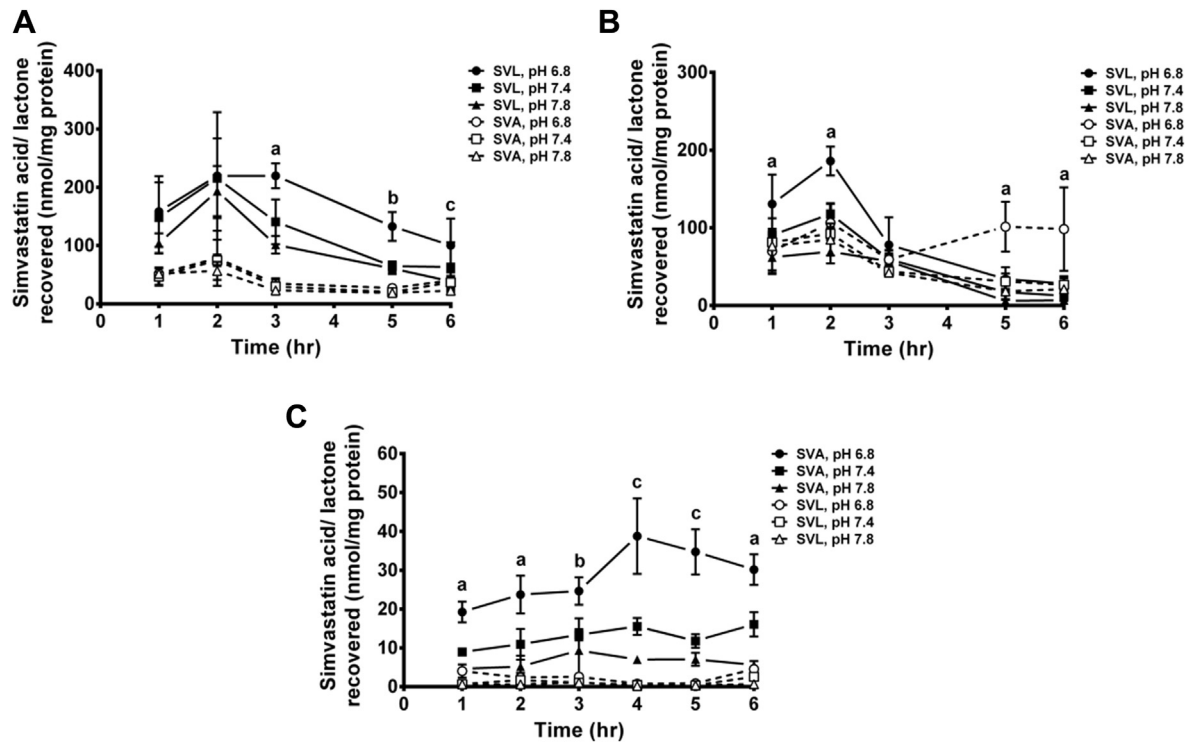 A
Simvastatin acid/ lactone
recovered (nmol/mg protein)
400
300
200
100
0
0
1
2
3
4
5
6
Time (hr)
a
b
c
SVL, pH 6.8
SVL, pH 7.4
SVL, pH 7.8
SVA, pH 6.8
SVA, pH 7.4
SVA, pH 7.8
B
Simvastatin acid/ lactone
recovered (nmol/mg protein)
300
200
100
0
0
1
2
3
4
5
6
Time (hr)
a
a
a
a
SVL, pH 6.8
SVL, pH 7.4
SVL, pH 7.8
SVA, pH 6.8
SVA, pH 7.4
SVA, pH 7.8
C
Simvastatin acid/ lactone
recovered (nmol/mg protein)
60
50
40
30
20
10
0
0
1
2
3
4
5
6
Time (hr)
a
a
b
c
c
a
SVA, pH 6.8
SVA, pH 7.4
SVA, pH 7.8
SVL, pH 6.8
SVL, pH 7.4
SVL, pH 7.8